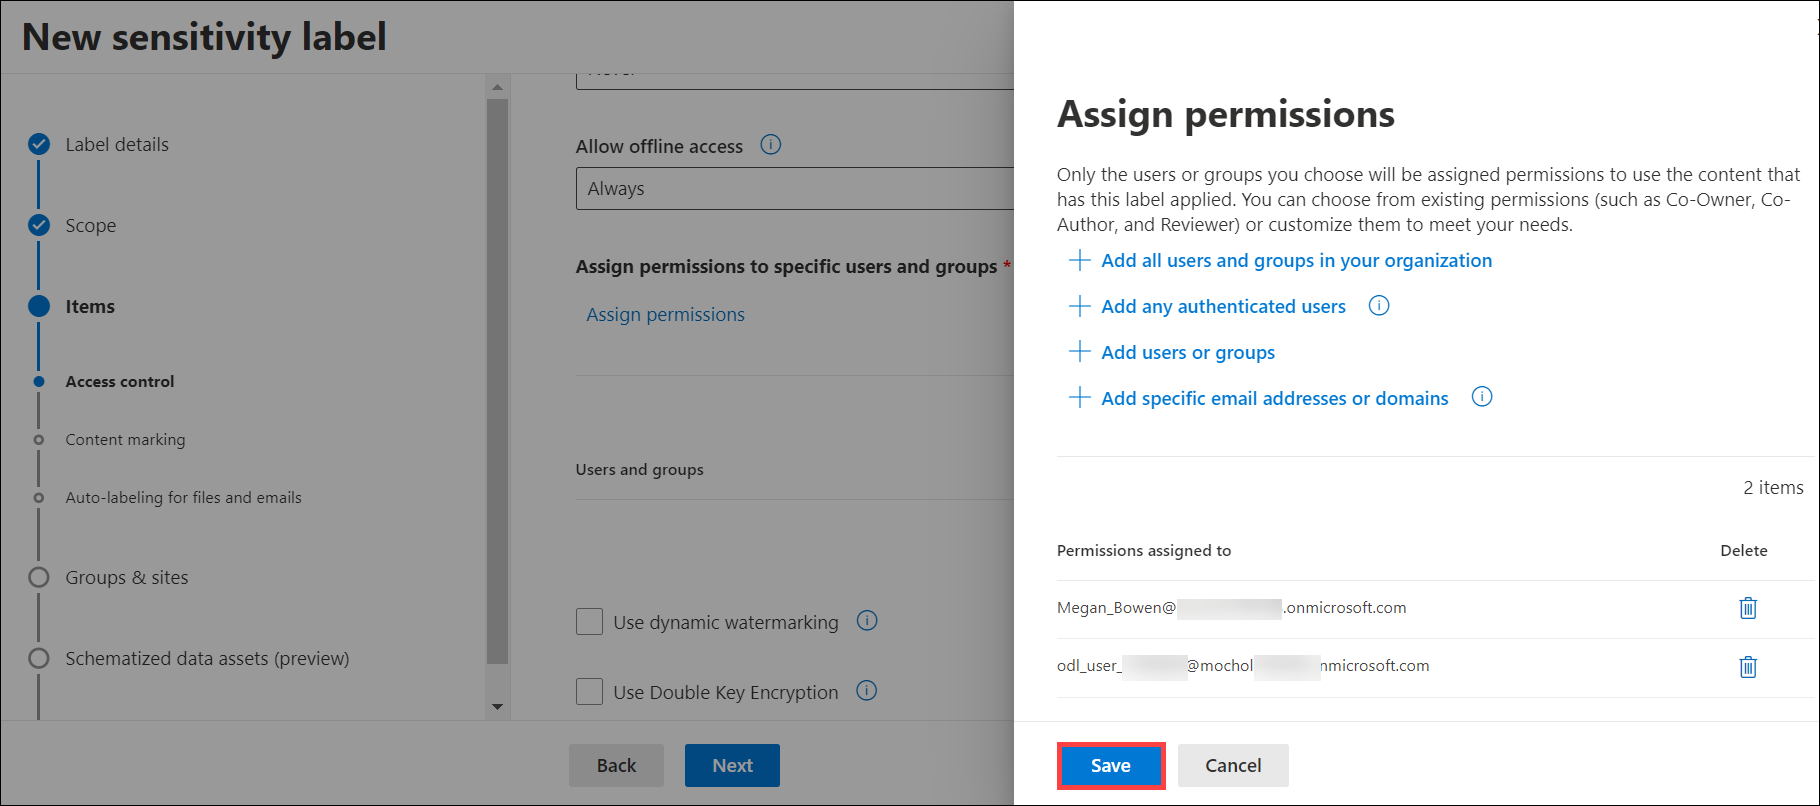 New sensitivity label
Label details
Scope
Items
Access control
Content marking
Auto-labeling for files and emails
Groups & sites
Schematized data assets (preview)
Allow offline access
Always
Assign permissions to specific users and groups *
Assign permissions
Users and groups
Use dynamic watermarking
Use Double Key Encryption
Back
Next
Assign permissions
Only the users or groups you choose will be assigned permissions to use the content that
has this label applied. You can choose from existing permissions (such as Co-Owner, Co-
Author, and Reviewer) or customize them to meet your needs.
Add all users and groups in your organization
Add any authenticated users
Add users or groups
Add specific email addresses or domains
2 items
Permissions assigned to
Delete
Megan_Bowen@ .onmicrosoft.com
odl_user_ @mochol nmicrosoft.com
Save
Cancel